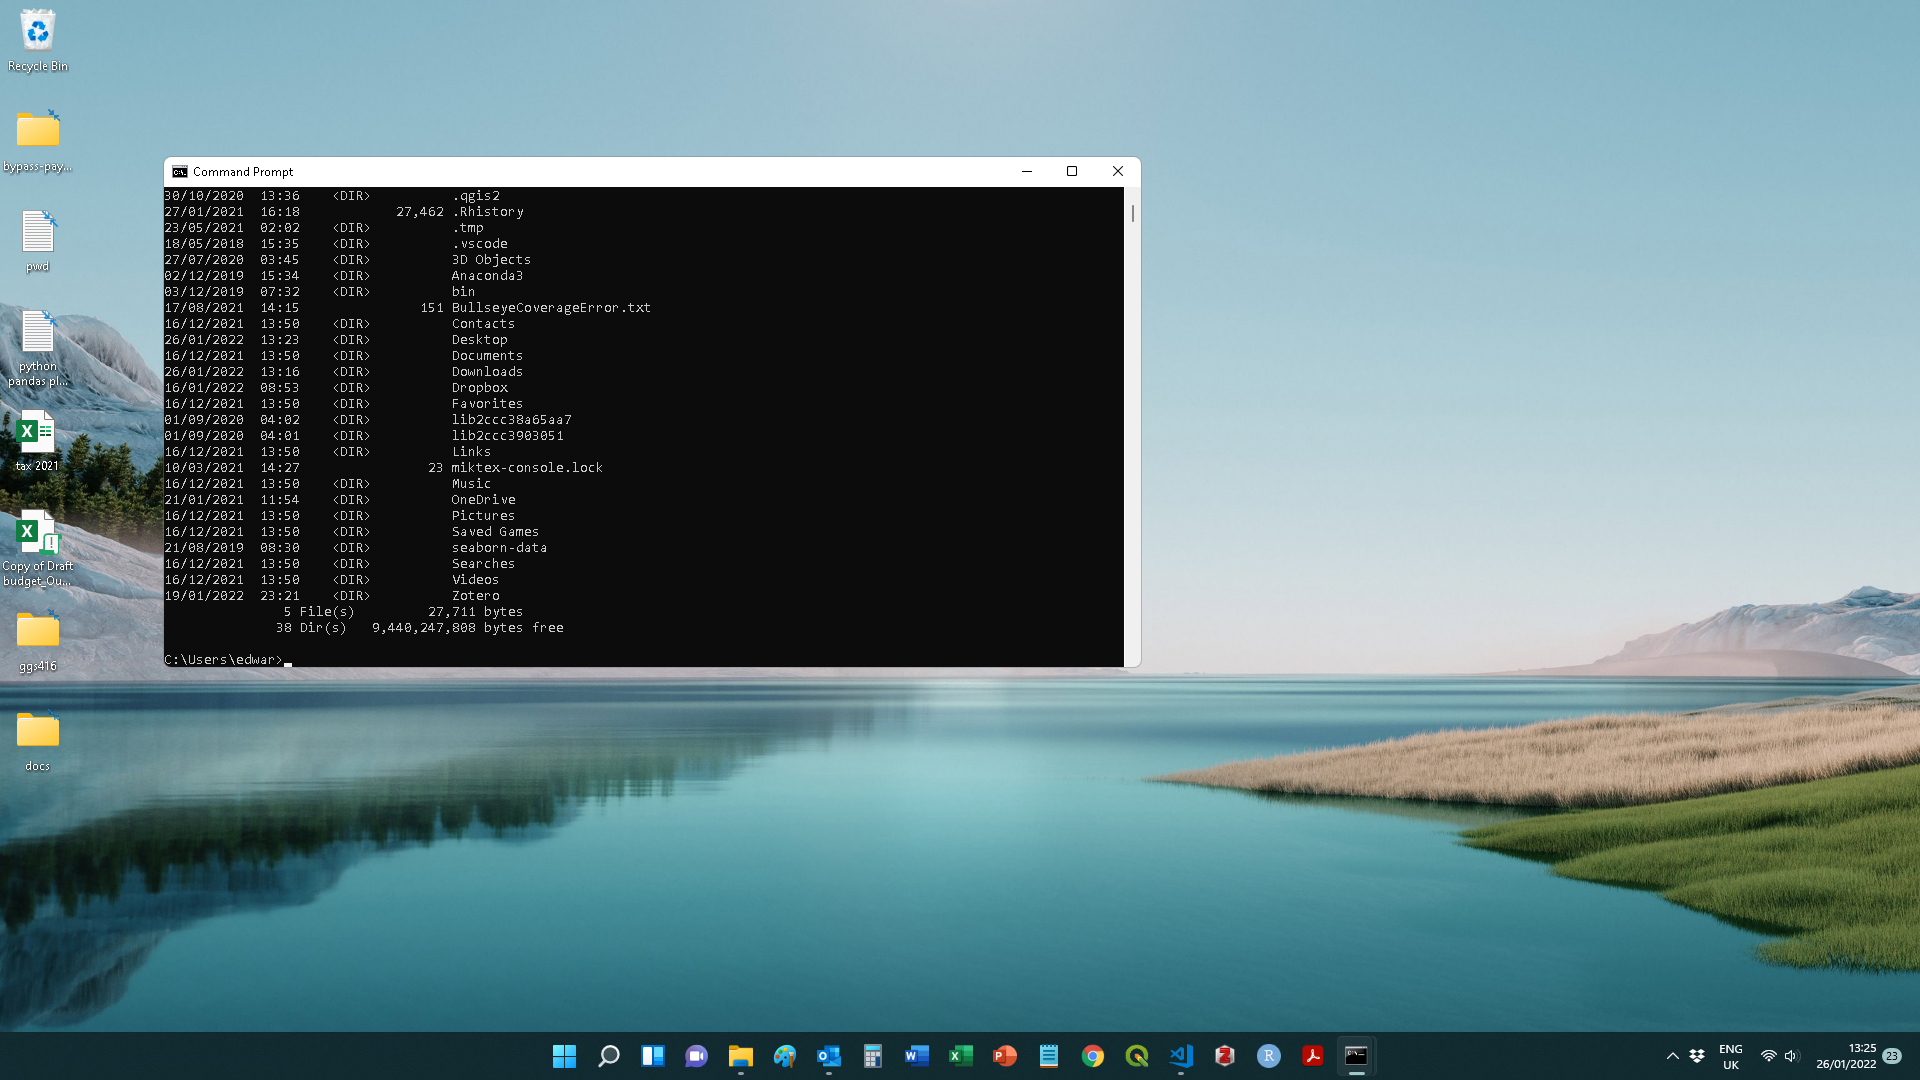 Recycle Bin
bypass-pay...
pwd
python
pandas pl...
tax 2021
Copy of Draft
budget_Ou...
ggs416
docs
Command Prompt
30/10/2020  13:36    <DIR>          .qgis2
27/01/2021  16:18            27,462 .Rhistory
23/05/2021  02:02    <DIR>          .tmp
18/05/2018  15:35    <DIR>          .vscode
27/07/2020  03:45    <DIR>          3D Objects
02/12/2019  15:34    <DIR>          Anaconda3
03/12/2019  07:32    <DIR>          bin
17/08/2021  14:15               151 BullseyeCoverageError.txt
16/12/2021  13:50    <DIR>          Contacts
26/01/2022  13:23    <DIR>          Desktop
16/12/2021  13:50    <DIR>          Documents
26/01/2022  13:16    <DIR>          Downloads
16/01/2022  08:53    <DIR>          Dropbox
16/12/2021  13:50    <DIR>          Favorites
01/09/2020  04:02    <DIR>          lib2ccc38a65aa7
01/09/2020  04:01    <DIR>          lib2ccc3903051
16/12/2021  13:50    <DIR>          Links
10/03/2021  14:27                23 miktex-console.lock
16/12/2021  13:50    <DIR>          Music
21/01/2021  11:54    <DIR>          OneDrive
16/12/2021  13:50    <DIR>          Pictures
16/12/2021  13:50    <DIR>          Saved Games
21/08/2019  08:30    <DIR>          seaborn-data
16/12/2021  13:50    <DIR>          Searches
16/12/2021  13:50    <DIR>          Videos
19/01/2022  23:21    <DIR>          Zotero
5 File(s)         27,711 bytes
38 Dir(s)   9,440,247,808 bytes free
C:\Users\edwar>
ENG
UK
13:25
26/01/2022
23